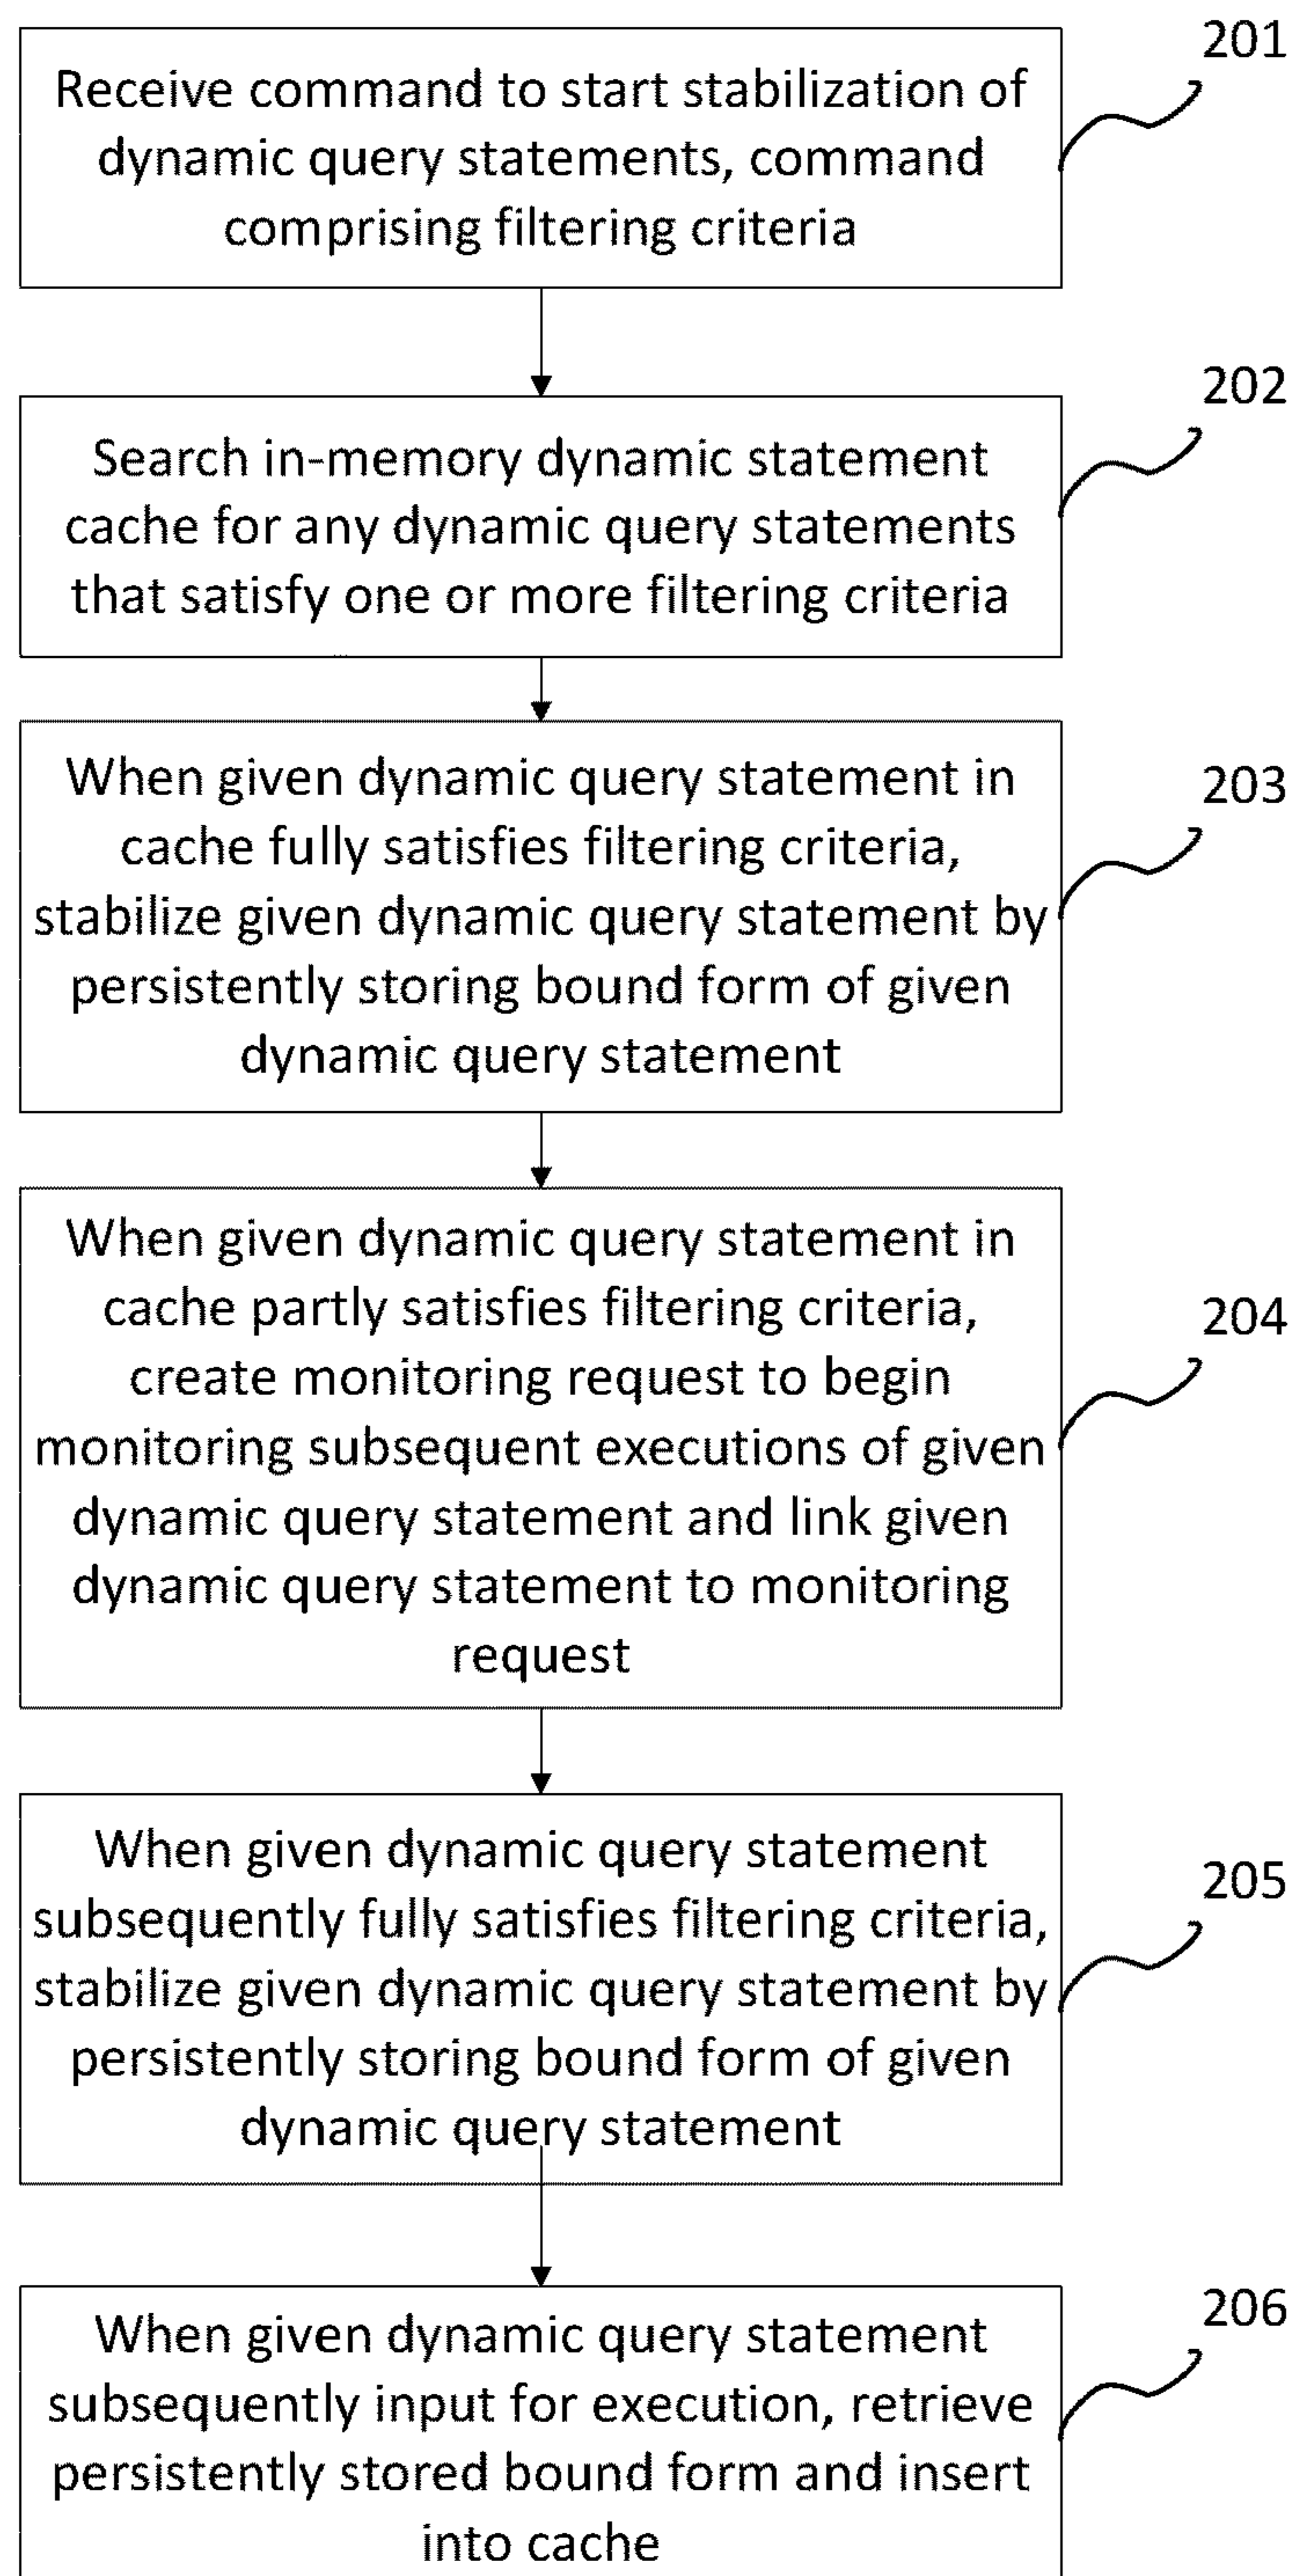 201
Receive command to start stabilization of
dynamic query statements, command
comprising filtering criteria
202
Search in-memory dynamic statement
cache for any dynamic query statements
that satisfy one or more filtering criteria
203
When given dynamic query statement in
cache fully satisfies filtering criteria,
stabilize given dynamic query statement by
persistently storing bound form of given
dynamic query statement
204
When given dynamic query statement in
cache partly satisfies filtering criteria,
create monitoring request to begin
monitoring subsequent executions of given
dynamic query statement and link given
dynamic query statement to monitoring
request
205
When given dynamic query statement
subsequently fully satisfies filtering criteria,
stabilize given dynamic query statement by
persistently storing bound form of given
dynamic query statement
206
When given dynamic query statement
subsequently input for execution, retrieve
persistently stored bound form and insert
into cache